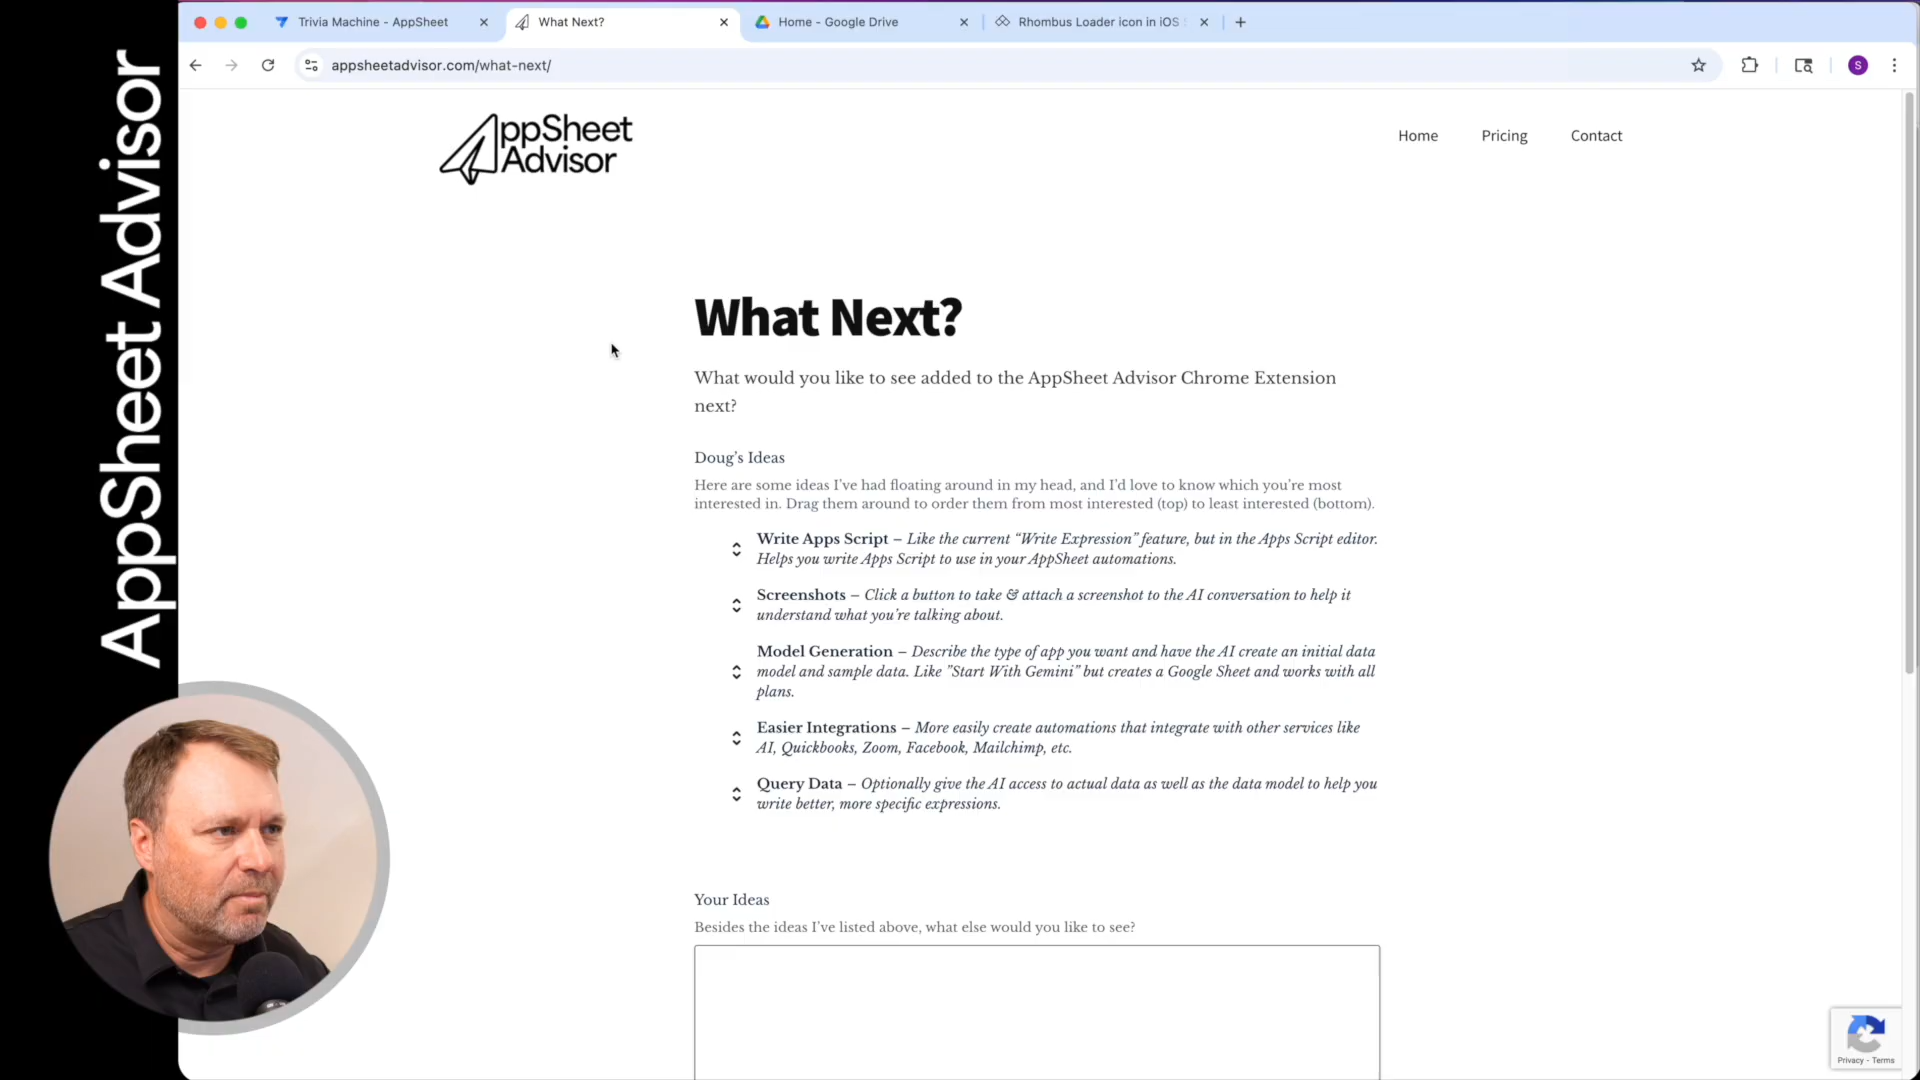 AppSheet Advisor
Trivia Machine - AppSheet
What Next?
Home - Google Drive
Rhombus Loader icon in iOS
appsheetadvisor.com/what-next/
S
AppSheet
Advisor
Home
Pricing
Contact
What Next?
What would you like to see added to the AppSheet Advisor Chrome Extension
next?
Doug’s Ideas
Here are some ideas I’ve had floating around in my head, and I’d love to know which you’re most
interested in. Drag them around to order them from most interested (top) to least interested (bottom).
Write Apps Script – Like the current “Write Expression” feature, but in the Apps Script editor.
Helps you write Apps Script to use in your AppSheet automations.
Screenshots – Click a button to take & attach a screenshot to the AI conversation to help it
understand what you’re talking about.
Model Generation – Describe the type of app you want and have the AI create an initial data
model and sample data. Like ”Start With Gemini” but creates a Google Sheet and works with all
plans.
Easier Integrations – More easily create automations that integrate with other services like
AI, Quickbooks, Zoom, Facebook, Mailchimp, etc.
Query Data – Optionally give the AI access to actual data as well as the data model to help you
write better, more specific expressions.
Your Ideas
Besides the ideas I’ve listed above, what else would you like to see?
Privacy - Terms